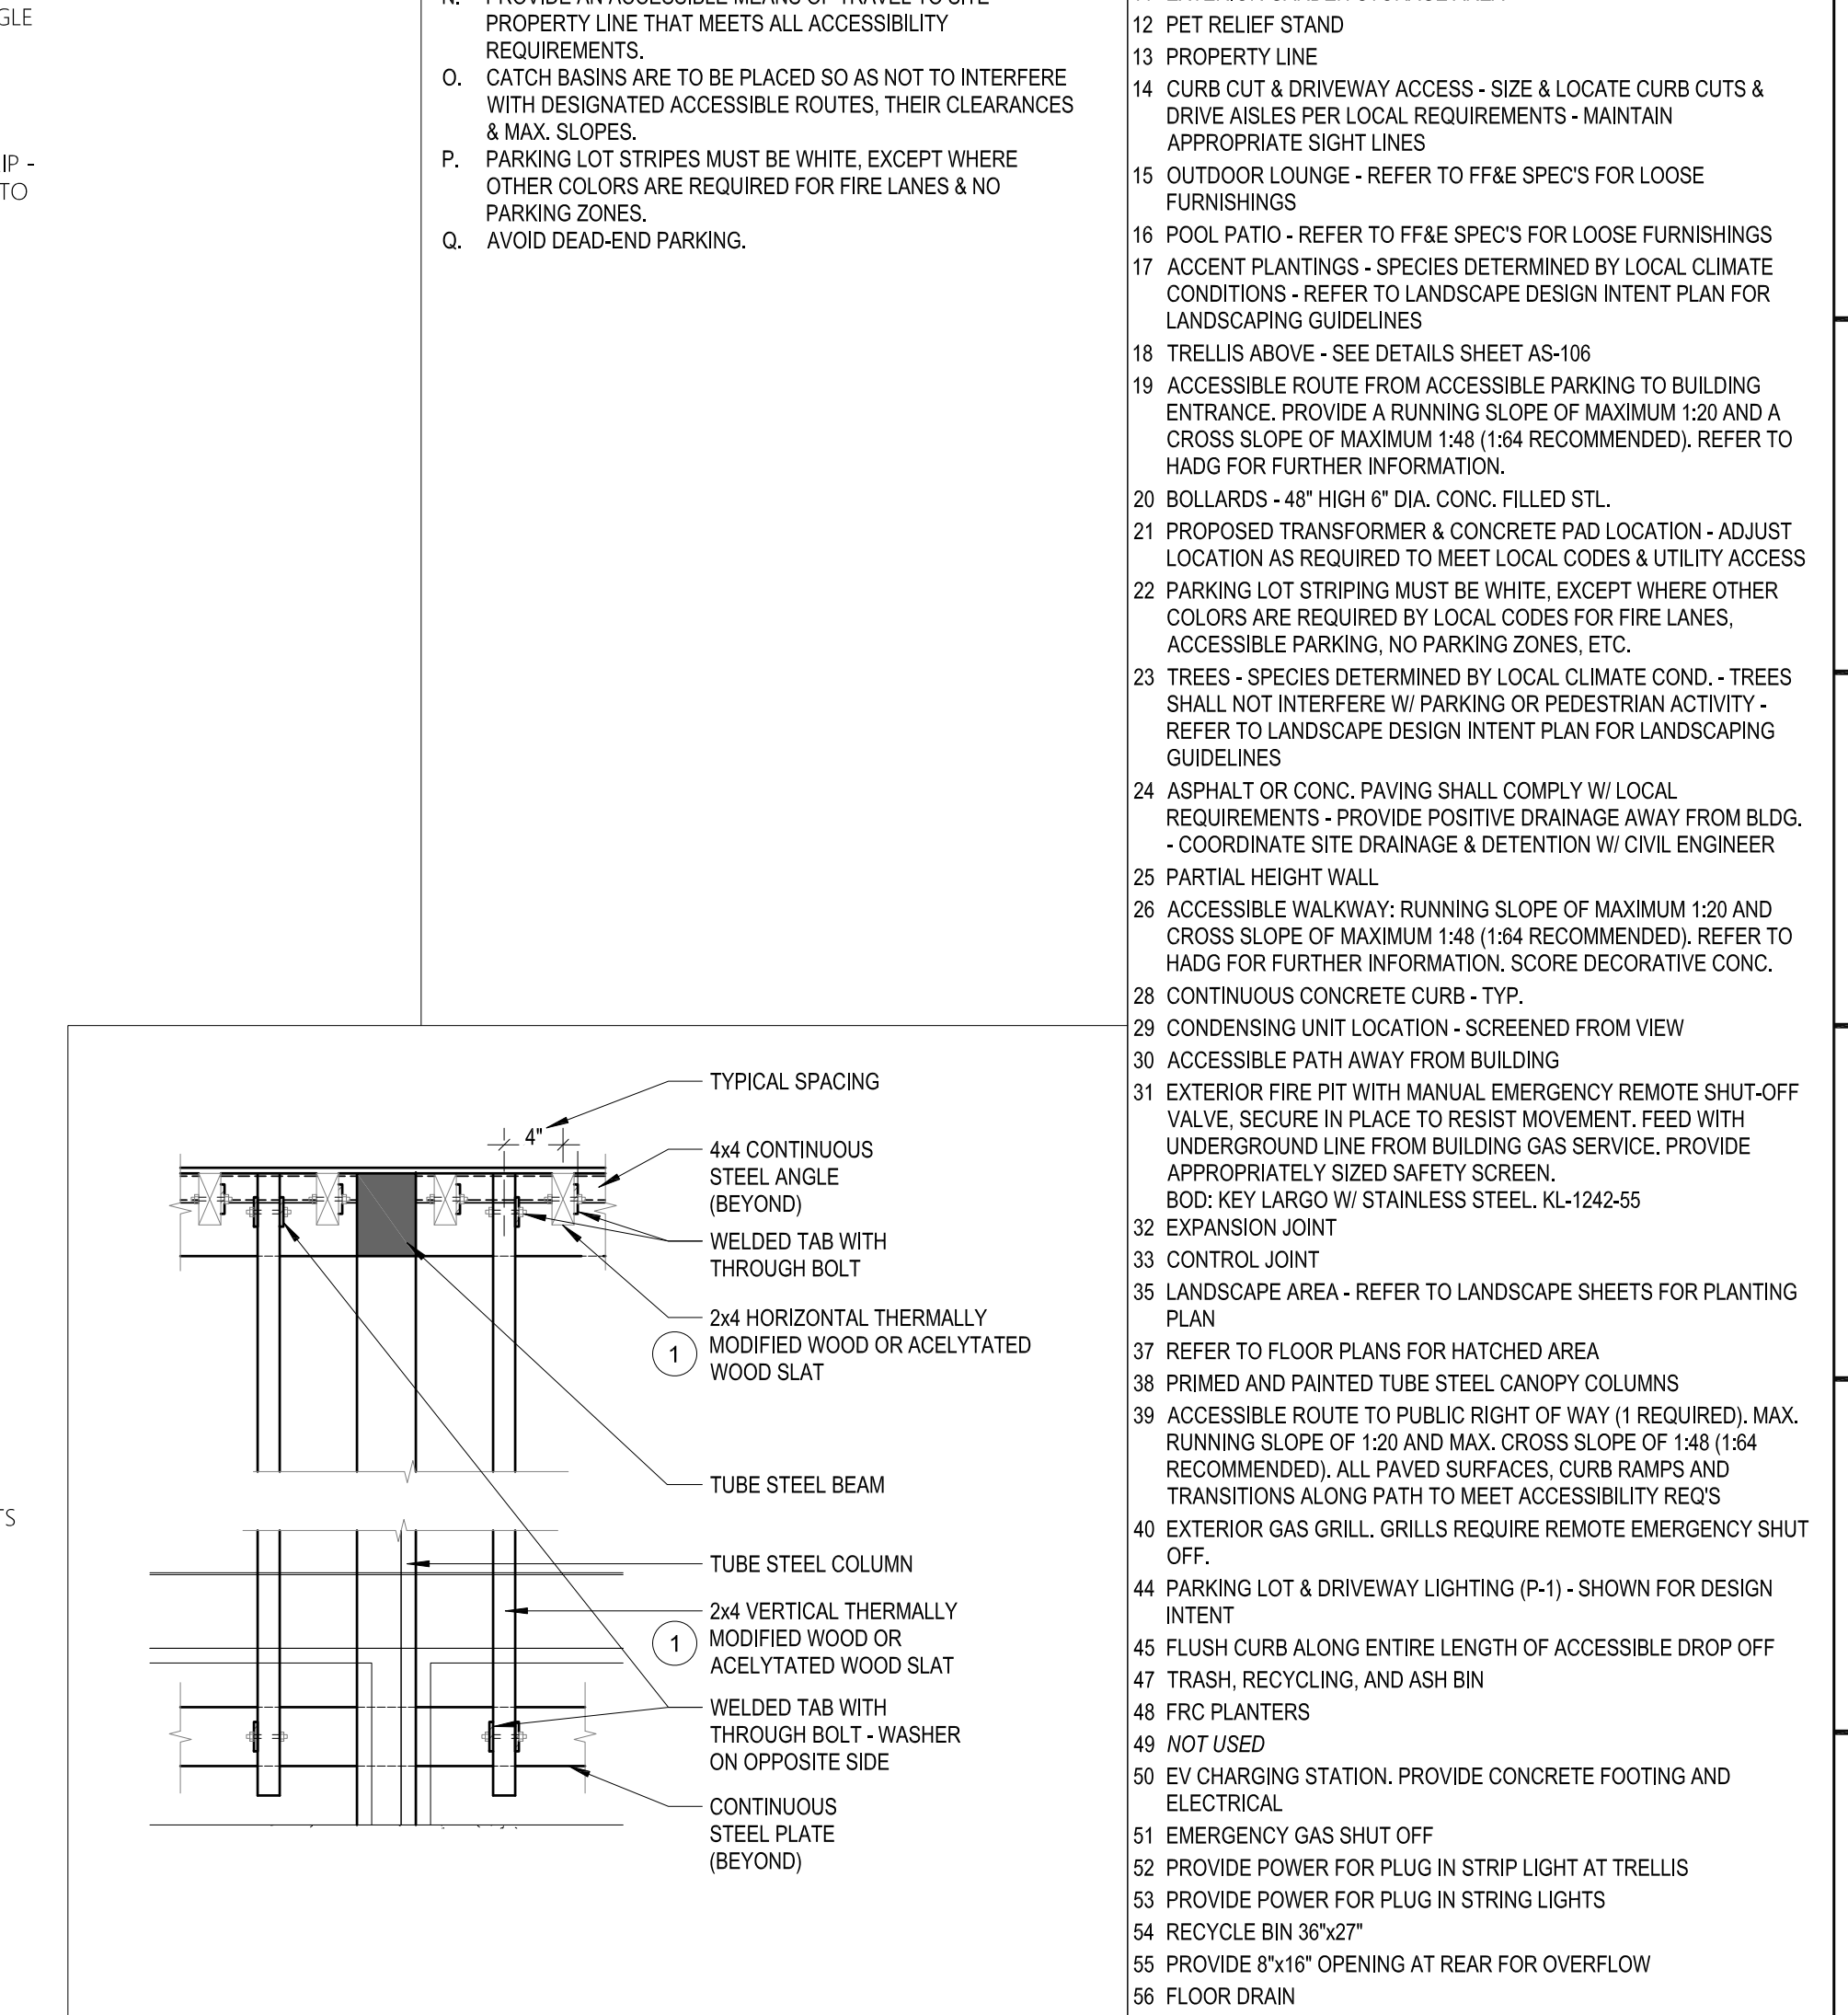 GLE
IP -
TO
TS
N. PROVIDE AN ACCESSIBLE MEANS OF TRAVEL TO SITE
PROPERTY LINE THAT MEETS ALL ACCESSIBILITY
REQUIREMENTS.
O. CATCH BASINS ARE TO BE PLACED SO AS NOT TO INTERFERE
WITH DESIGNATED ACCESSIBLE ROUTES, THEIR CLEARANCES
& MAX. SLOPES.
P. PARKING LOT STRIPES MUST BE WHITE, EXCEPT WHERE
OTHER COLORS ARE REQUIRED FOR FIRE LANES & NO
PARKING ZONES.
Q. AVOID DEAD-END PARKING.
TYPICAL SPACING
4"
4x4 CONTINUOUS
STEEL ANGLE
(BEYOND)
WELDED TAB WITH
THROUGH BOLT
2x4 HORIZONTAL THERMALLY
1 MODIFIED WOOD OR ACELYTATED
WOOD SLAT
TUBE STEEL BEAM
TUBE STEEL COLUMN
2x4 VERTICAL THERMALLY
1 MODIFIED WOOD OR
ACELYTATED WOOD SLAT
WELDED TAB WITH
THROUGH BOLT - WASHER
ON OPPOSITE SIDE
CONTINUOUS
STEEL PLATE
(BEYOND)
12 PET RELIEF STAND
13 PROPERTY LINE
14 CURB CUT & DRIVEWAY ACCESS - SIZE & LOCATE CURB CUTS &
DRIVE AISLES PER LOCAL REQUIREMENTS - MAINTAIN
APPROPRIATE SIGHT LINES
15 OUTDOOR LOUNGE - REFER TO FF&E SPEC'S FOR LOOSE
FURNISHINGS
16 POOL PATIO - REFER TO FF&E SPEC'S FOR LOOSE FURNISHINGS
17 ACCENT PLANTINGS - SPECIES DETERMINED BY LOCAL CLIMATE
CONDITIONS - REFER TO LANDSCAPE DESIGN INTENT PLAN FOR
LANDSCAPING GUIDELINES
18 TRELLIS ABOVE - SEE DETAILS SHEET AS-106
19 ACCESSIBLE ROUTE FROM ACCESSIBLE PARKING TO BUILDING
ENTRANCE. PROVIDE A RUNNING SLOPE OF MAXIMUM 1:20 AND A
CROSS SLOPE OF MAXIMUM 1:48 (1:64 RECOMMENDED). REFER TO
HADG FOR FURTHER INFORMATION.
20 BOLLARDS - 48" HIGH 6" DIA. CONC. FILLED STL.
21 PROPOSED TRANSFORMER & CONCRETE PAD LOCATION - ADJUST
LOCATION AS REQUIRED TO MEET LOCAL CODES & UTILITY ACCESS
22 PARKING LOT STRIPING MUST BE WHITE, EXCEPT WHERE OTHER
COLORS ARE REQUIRED BY LOCAL CODES FOR FIRE LANES,
ACCESSIBLE PARKING, NO PARKING ZONES, ETC.
23 TREES - SPECIES DETERMINED BY LOCAL CLIMATE COND. - TREES
SHALL NOT INTERFERE W/ PARKING OR PEDESTRIAN ACTIVITY -
REFER TO LANDSCAPE DESIGN INTENT PLAN FOR LANDSCAPING
GUIDELINES
24 ASPHALT OR CONC. PAVING SHALL COMPLY W/ LOCAL
REQUIREMENTS - PROVIDE POSITIVE DRAINAGE AWAY FROM BLDG.
- COORDINATE SITE DRAINAGE & DETENTION W/ CIVIL ENGINEER
25 PARTIAL HEIGHT WALL
26 ACCESSIBLE WALKWAY: RUNNING SLOPE OF MAXIMUM 1:20 AND
CROSS SLOPE OF MAXIMUM 1:48 (1:64 RECOMMENDED). REFER TO
HADG FOR FURTHER INFORMATION. SCORE DECORATIVE CONC.
28 CONTINUOUS CONCRETE CURB - TYP.
29 CONDENSING UNIT LOCATION - SCREENED FROM VIEW
30 ACCESSIBLE PATH AWAY FROM BUILDING
31 EXTERIOR FIRE PIT WITH MANUAL EMERGENCY REMOTE SHUT-OFF
VALVE, SECURE IN PLACE TO RESIST MOVEMENT. FEED WITH
UNDERGROUND LINE FROM BUILDING GAS SERVICE. PROVIDE
APPROPRIATELY SIZED SAFETY SCREEN.
BOD: KEY LARGO W/ STAINLESS STEEL. KL-1242-55
32 EXPANSION JOINT
33 CONTROL JOINT
35 LANDSCAPE AREA - REFER TO LANDSCAPE SHEETS FOR PLANTING
PLAN
37 REFER TO FLOOR PLANS FOR HATCHED AREA
38 PRIMED AND PAINTED TUBE STEEL CANOPY COLUMNS
39 ACCESSIBLE ROUTE TO PUBLIC RIGHT OF WAY (1 REQUIRED). MAX.
RUNNING SLOPE OF 1:20 AND MAX. CROSS SLOPE OF 1:48 (1:64
RECOMMENDED). ALL PAVED SURFACES, CURB RAMPS AND
TRANSITIONS ALONG PATH TO MEET ACCESSIBILITY REQ'S
40 EXTERIOR GAS GRILL. GRILLS REQUIRE REMOTE EMERGENCY SHUT
OFF.
44 PARKING LOT & DRIVEWAY LIGHTING (P-1) - SHOWN FOR DESIGN
INTENT
45 FLUSH CURB ALONG ENTIRE LENGTH OF ACCESSIBLE DROP OFF
47 TRASH, RECYCLING, AND ASH BIN
48 FRC PLANTERS
49 NOT USED
50 EV CHARGING STATION. PROVIDE CONCRETE FOOTING AND
ELECTRICAL
51 EMERGENCY GAS SHUT OFF
52 PROVIDE POWER FOR PLUG IN STRIP LIGHT AT TRELLIS
53 PROVIDE POWER FOR PLUG IN STRING LIGHTS
54 RECYCLE BIN 36"x27"
55 PROVIDE 8"x16" OPENING AT REAR FOR OVERFLOW
56 FLOOR DRAIN